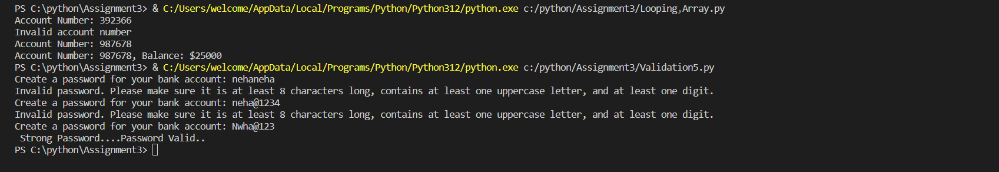 PS C:\python\Assignment3> & C:/Users/welcome/AppData/Local/Programs/Python/Python312/python.exe c:/python/Assignment3/Looping,Array.py
Account Number: 392366
Invalid account number
Account Number: 987678
Account Number: 987678, Balance: $25000
PS C:\python\Assignment3> & C:/Users/welcome/AppData/Local/Programs/Python/Python312/python.exe c:/python/Assignment3/Validation5.py
Create a password for your bank account: nehaneha
Invalid password. Please make sure it is at least 8 characters long, contains at least one uppercase letter, and at least one digit.
Create a password for your bank account: neha@1234
Invalid password. Please make sure it is at least 8 characters long, contains at least one uppercase letter, and at least one digit.
Create a password for your bank account: Nwha@123
 Strong Password....Password Valid..
PS C:\python\Assignment3>